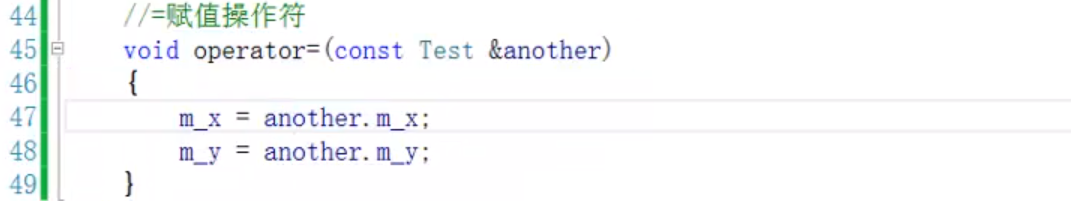 44 //=赋值操作符
45 void operator=(const Test &another)
46 {
47 m_x = another.m_x;
48 m_y = another.m_y;
49 }